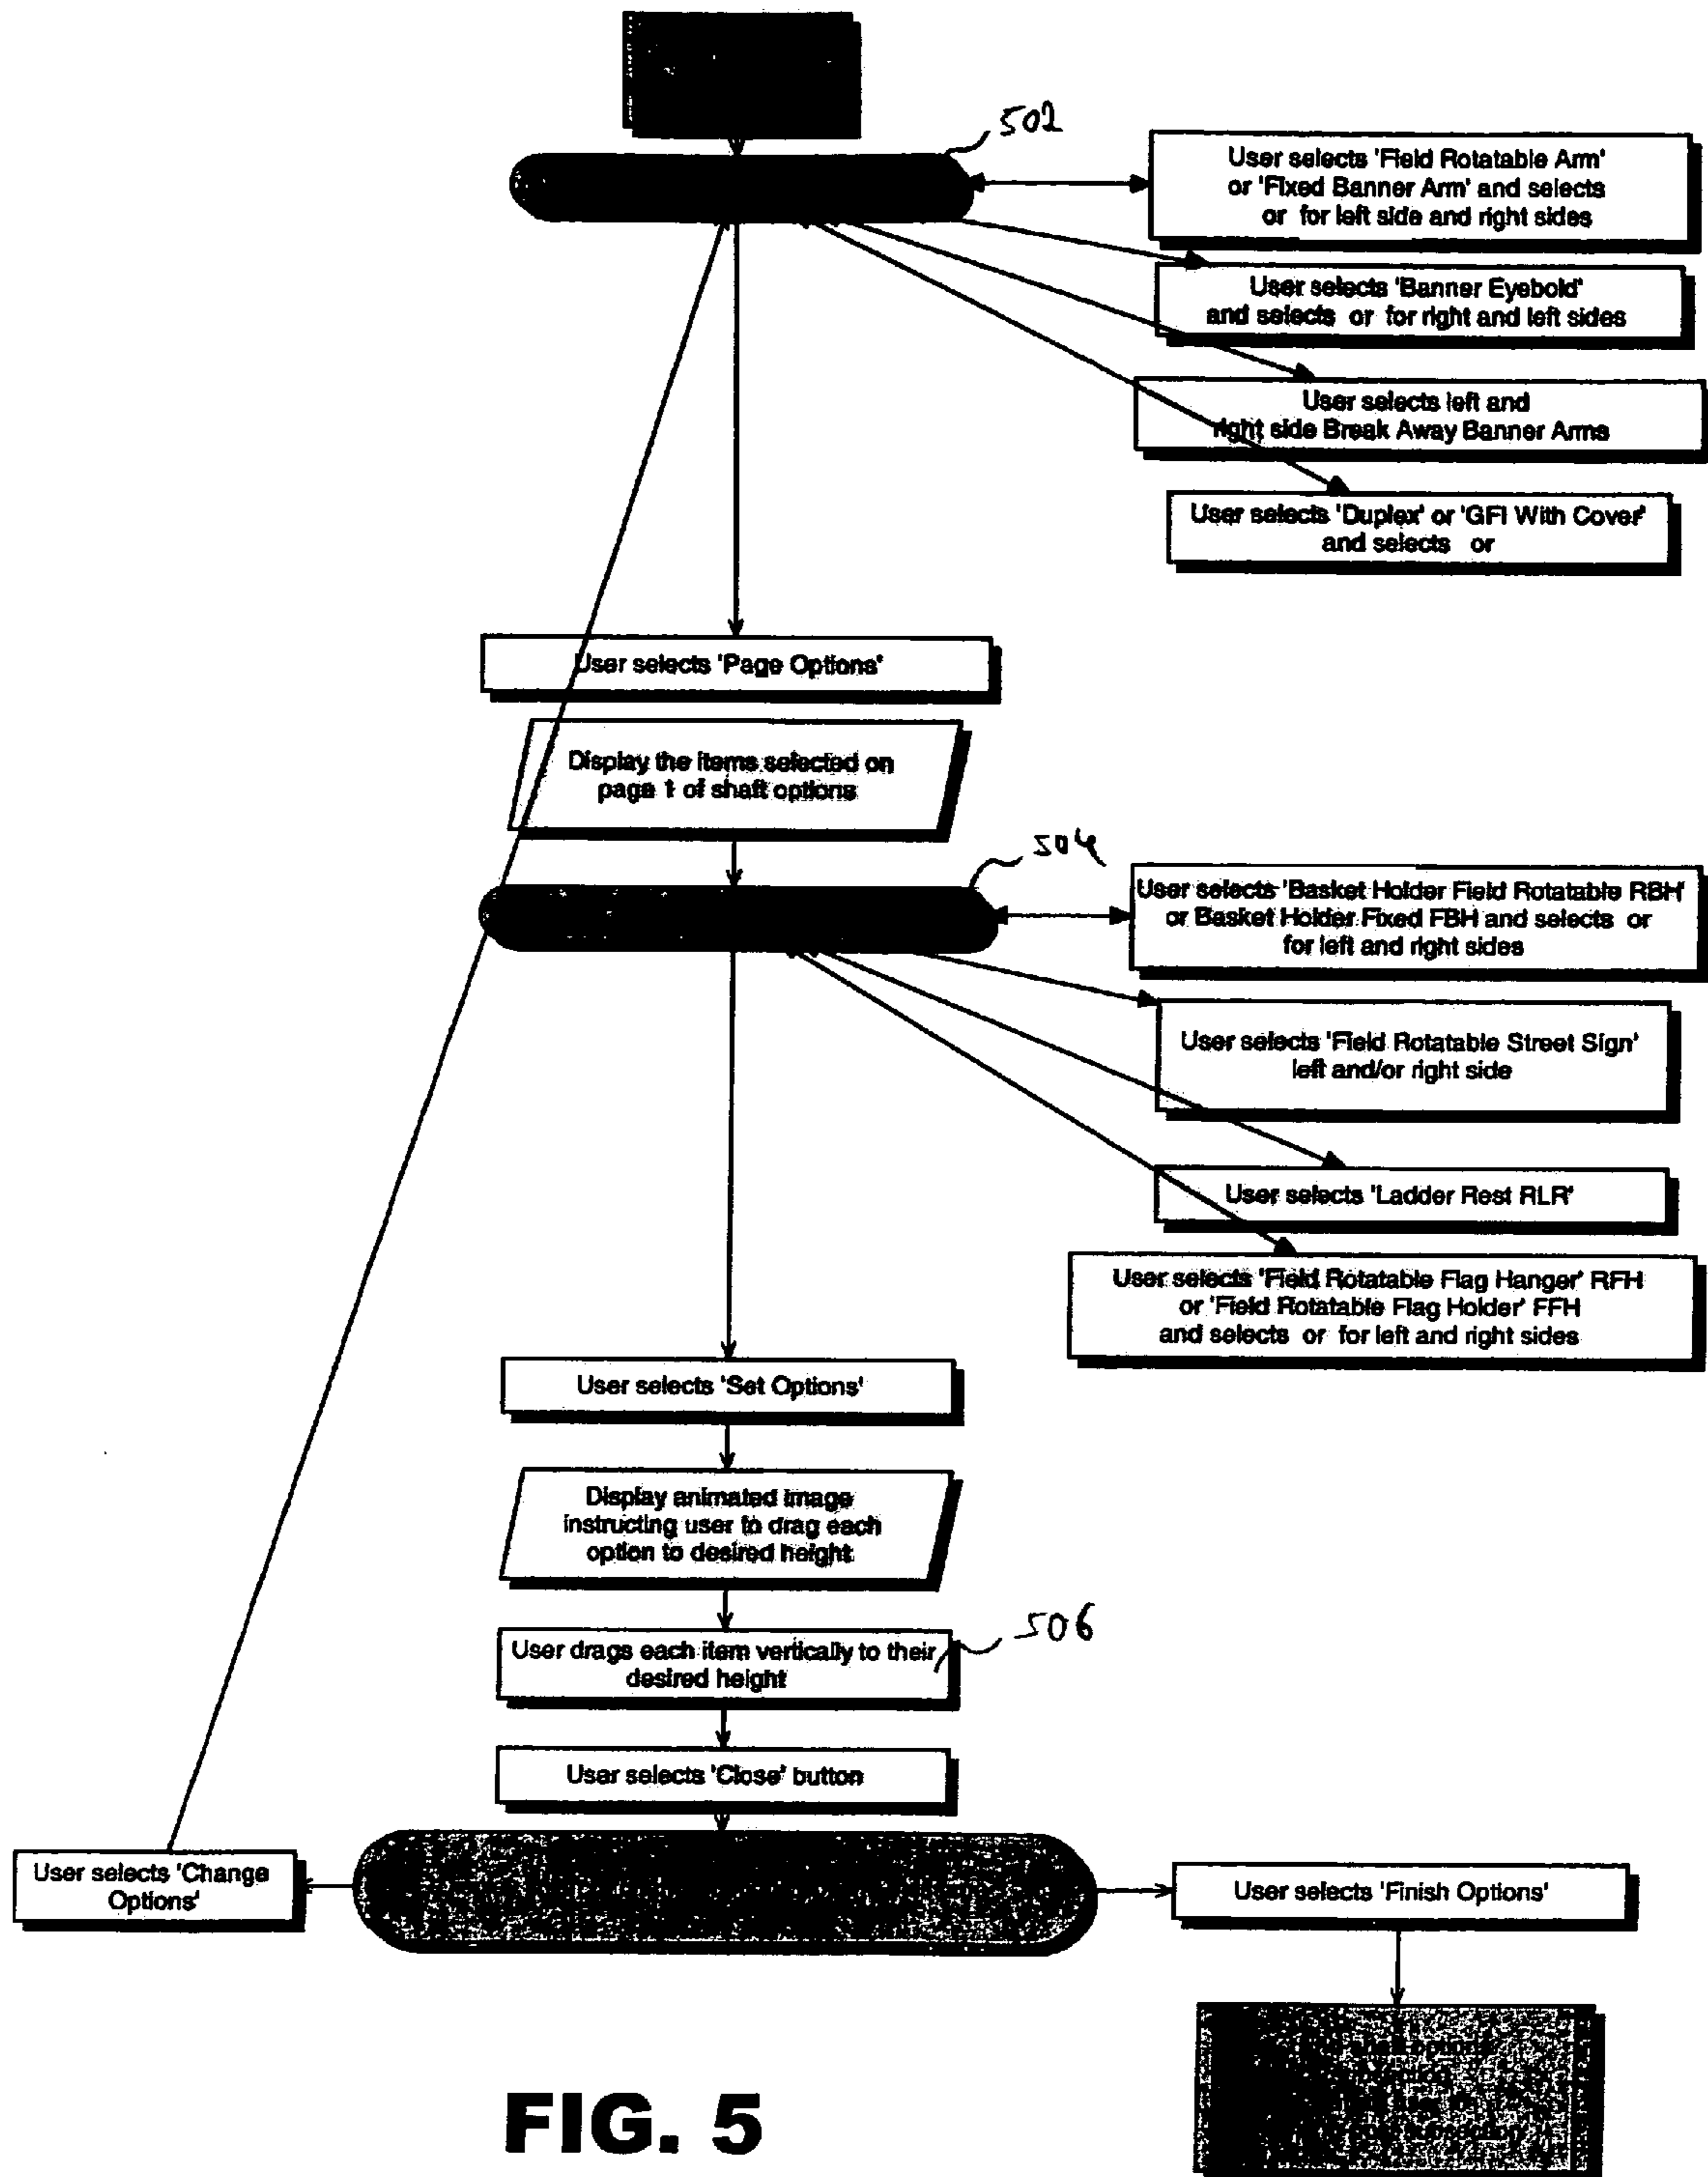 502
User selects 'Field Rotatable Arm'
or 'Fixed Banner Arm' and selects
or for left side and right sides
User selects 'Banner Eyebold'
and selects or for right and left sides
User selects left and
right side Break Away Banner Arms
User selects 'Duplex' or 'GFI With Cover'
and selects or
User selects 'Page Options'
Display the items selected on
page 1 of shaft options
504
User selects 'Basket Holder Field Rotatable RBH'
or Basket Holder Fixed FBH and selects or
for left and right sides
User selects 'Field Rotatable Street Sign'
left and/or right side
User selects 'Ladder Rest RLR'
User selects 'Field Rotatable Flag Hanger' RFH
or 'Field Rotatable Flag Holder' FFH
and selects or for left and right sides
User selects 'Set Options'
Display animated image
instructing user to drag each
option to desired height
506
User drags each item vertically to their
desired height
User selects 'Close' button
User selects 'Change
Options'
User selects 'Finish Options'
shaft options
subsection
FIG. 5